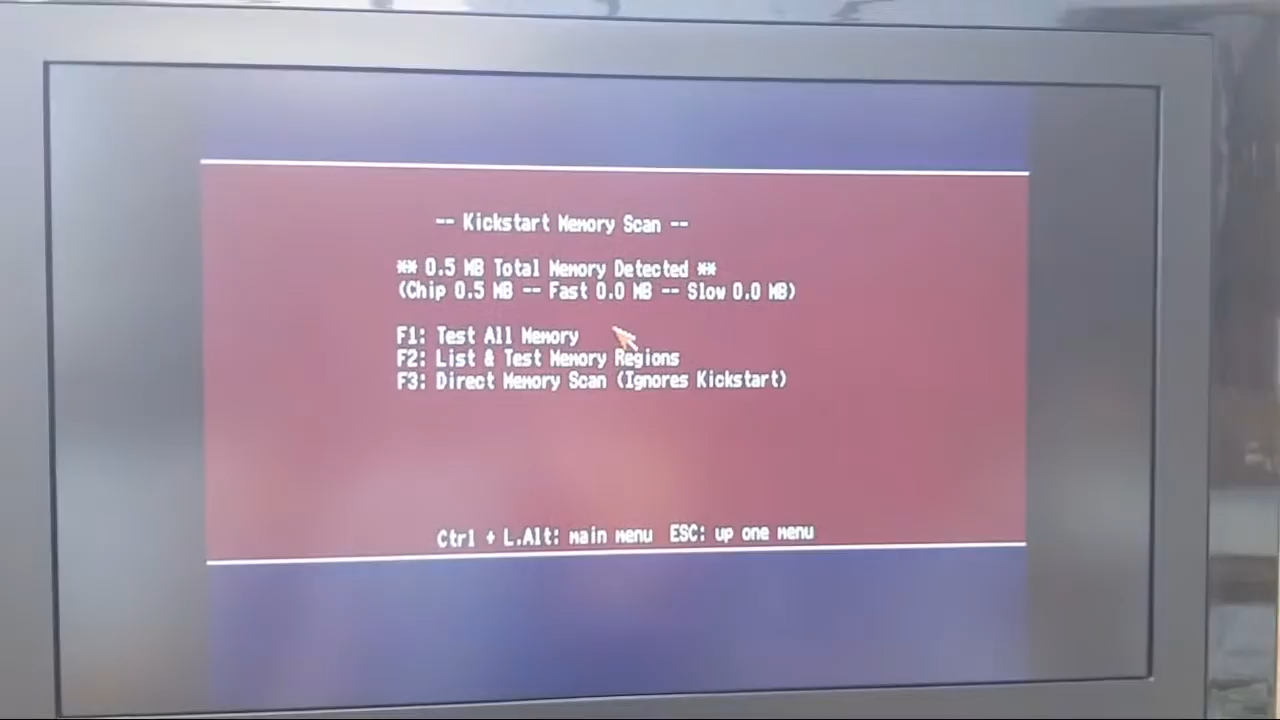 -- Kickstart Memory Scan --
** 0.5 MB Total Memory Detected **
(Chip 0.5 MB -- Fast 0.0 MB -- Slow 0.0 MB)
F1: Test All Memory
F2: List & Test Memory Regions
F3: Direct Memory Scan (Ignores Kickstart)
Ctrl + L.Alt: main menu  ESC: up one menu